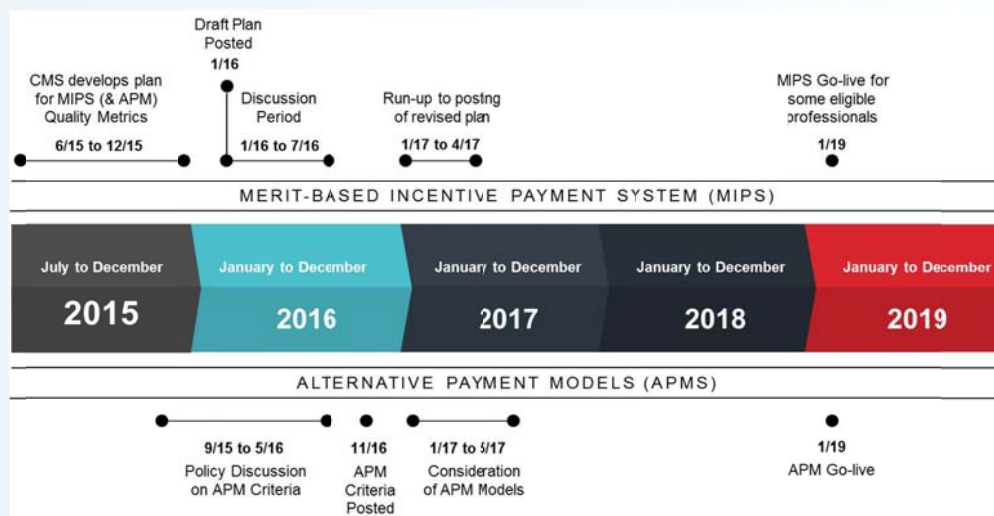 Draft Plan
Posted
1/16
CMS develops plan
for MIPS (& APM)
Quality Metrics
6/15 to 12/15
Discussion
Period
1/16 to 7/16
Run-up to posting
of revised plan
1/17 to 4/17
MIPS Go-live for
some eligible
professionals
1/19
MERIT-BASED INCENTIVE PAYMENT SYSTEM (MIPS)
July to December
2015
January to December
2016
January to December
2017
January to December
2018
January to December
2019
ALTERNATIVE PAYMENT MODELS (APMS)
9/15 to 5/16
Policy Discussion
on APM Criteria
11/16
APM
Criteria
Posted
1/17 to
Consideration
of APM Models
1/19
APM Go-live